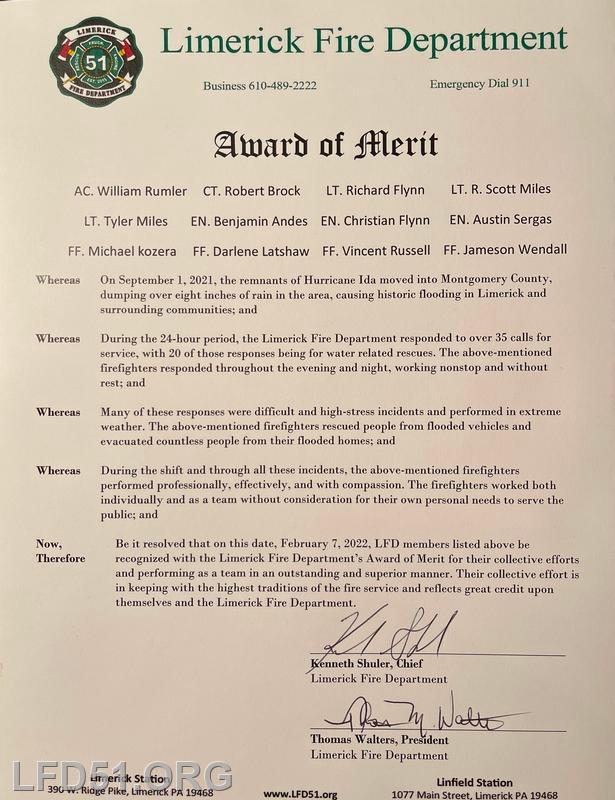 LIMERICK
TRUCK
RESCUE
ENGINE
51
EST. 2015
FIRE DEPARTMENT
Limerick Fire Department
Business 610-489-2222
Emergency Dial 911
Award of Merit
AC. William Rumler CT. Robert Brock LT. Richard Flynn LT. R. Scott Miles
LT. Tyler Miles EN. Benjamin Andes EN. Christian Flynn EN. Austin Sergas
FF. Michael kozera FF. Darlene Latshaw FF. Vincent Russell FF. Jameson Wendall
Whereas On September 1, 2021, the remnants of Hurricane Ida moved into Montgomery County,
dumping over eight inches of rain in the area, causing historic flooding in Limerick and
surrounding communities; and
Whereas During the 24-hour period, the Limerick Fire Department responded to over 35 calls for
service, with 20 of those responses being for water related rescues. The above-mentioned
firefighters responded throughout the evening and night, working nonstop and without
rest; and
Whereas Many of these responses were difficult and high-stress incidents and performed in extreme
weather. The above-mentioned firefighters rescued people from flooded vehicles and
evacuated countless people from their flooded homes; and
Whereas During the shift and through all these incidents, the above-mentioned firefighters
performed professionally, effectively, and with compassion. The firefighters worked both
individually and as a team without consideration for their own personal needs to serve the
public; and
Now, Be it resolved that on this date, February 7, 2022, LFD members listed above be
Therefore recognized with the Limerick Fire Department's Award of Merit for their collective efforts
and performing as a team in an outstanding and superior manner. Their collective effort is
in keeping with the highest traditions of the fire service and reflects great credit upon
themselves and the Limerick Fire Department.
Kenneth Shuler, Chief
Limerick Fire Department
Thomas M. Walters
Thomas Walters, President
Limerick Fire Department
LFD51.ORG
Limerick Station
390 W. Ridge Pike, Limerick PA 19468
www.LFD51.org
Linfield Station
1077 Main Street, Limerick PA 19468